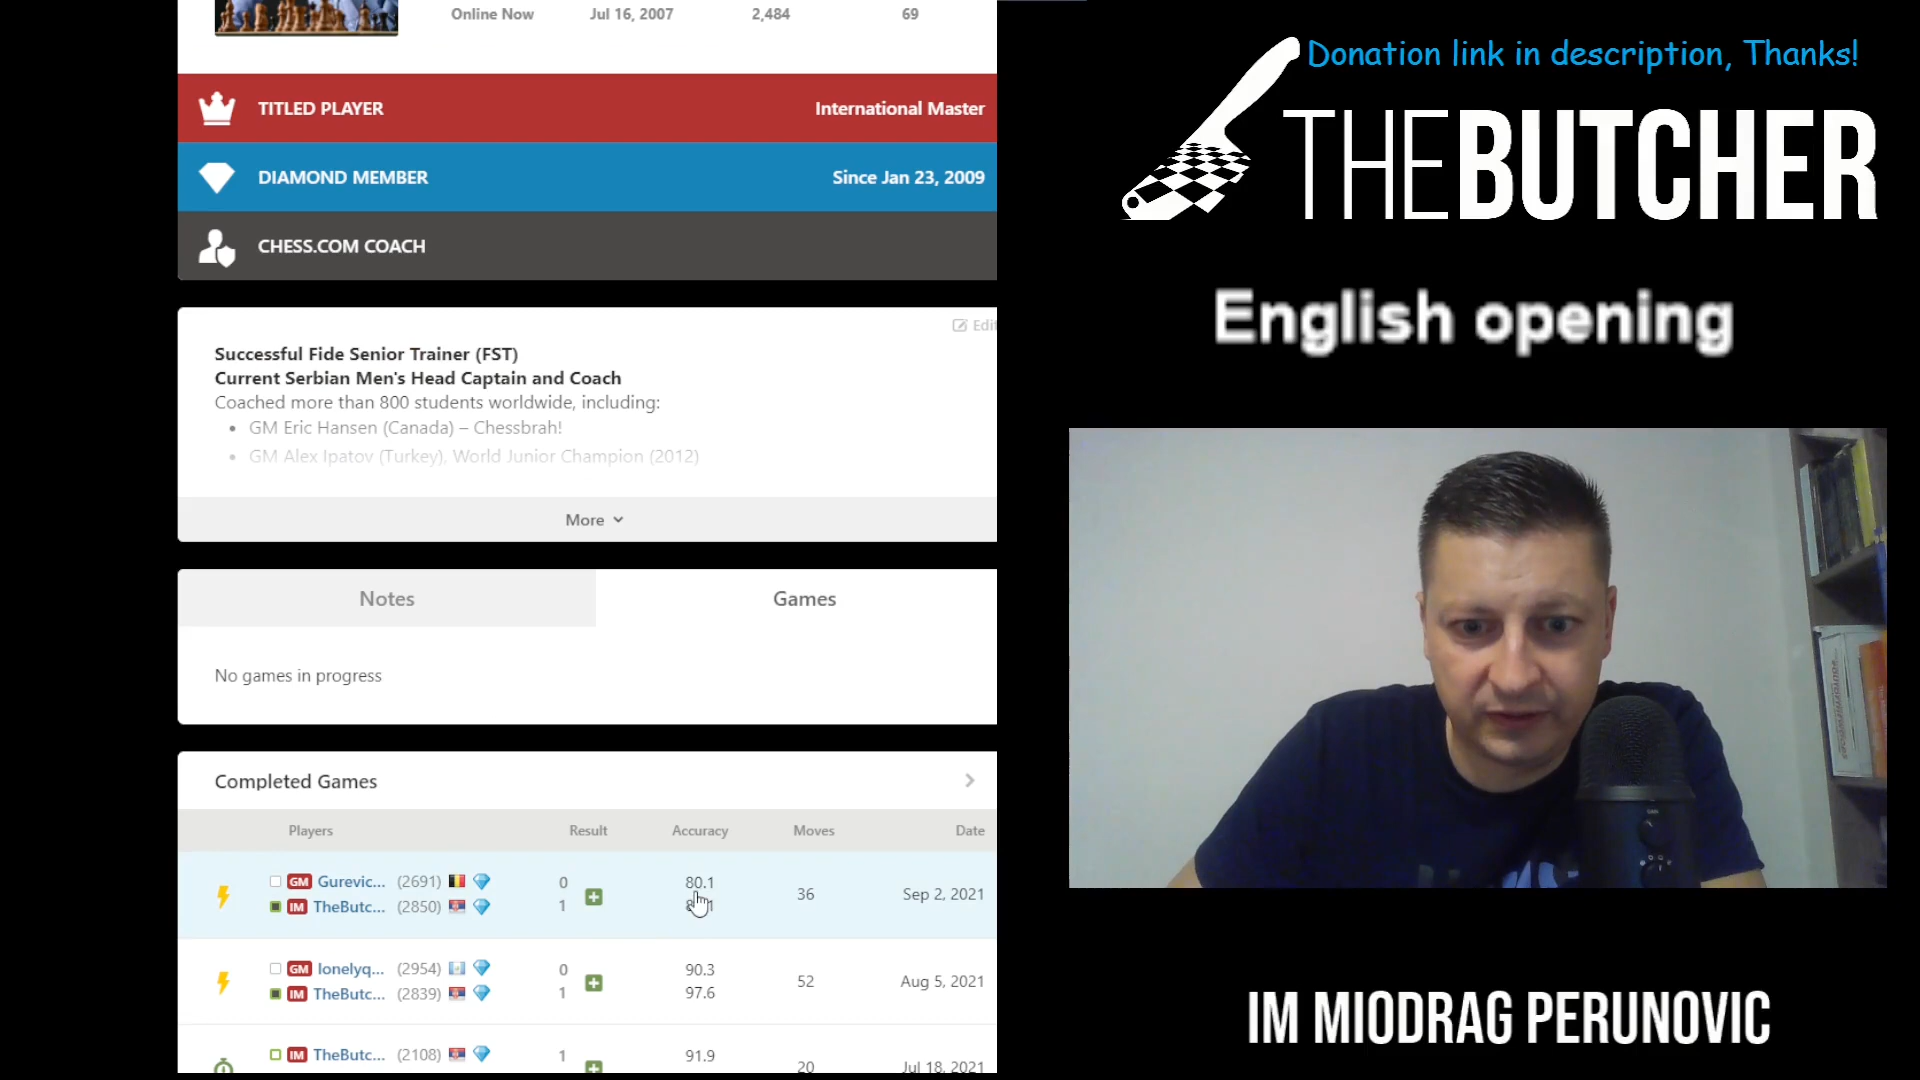 Online Now Jul 16, 2007 2,484 69
TITLED PLAYER International Master
DIAMOND MEMBER Since Jan 23, 2009
CHESS.COM COACH
Edit
Successful Fide Senior Trainer (FST)
Current Serbian Men's Head Captain and Coach
Coached more than 800 students worldwide, including:
• GM Eric Hansen (Canada) – Chessbrah!
• GM Alex Ipatov (Turkey), World Junior Champion (2012)
More
Notes Games
No games in progress
Completed Games
Players Result Accuracy Moves Date
GM Gurevic... (2691) 0 80.1
36 Sep 2, 2021
IM TheButc... (2850) 1
GM lonelyq... (2954) 0 90.3
52 Aug 5, 2021
IM TheButc... (2839) 1 97.6
IM TheButc... (2108) 1 91.9
20 Jul 18, 2021
Donation link in description, Thanks!
THEBUTCHER
English opening
IM MIODRAG PERUNOVIC